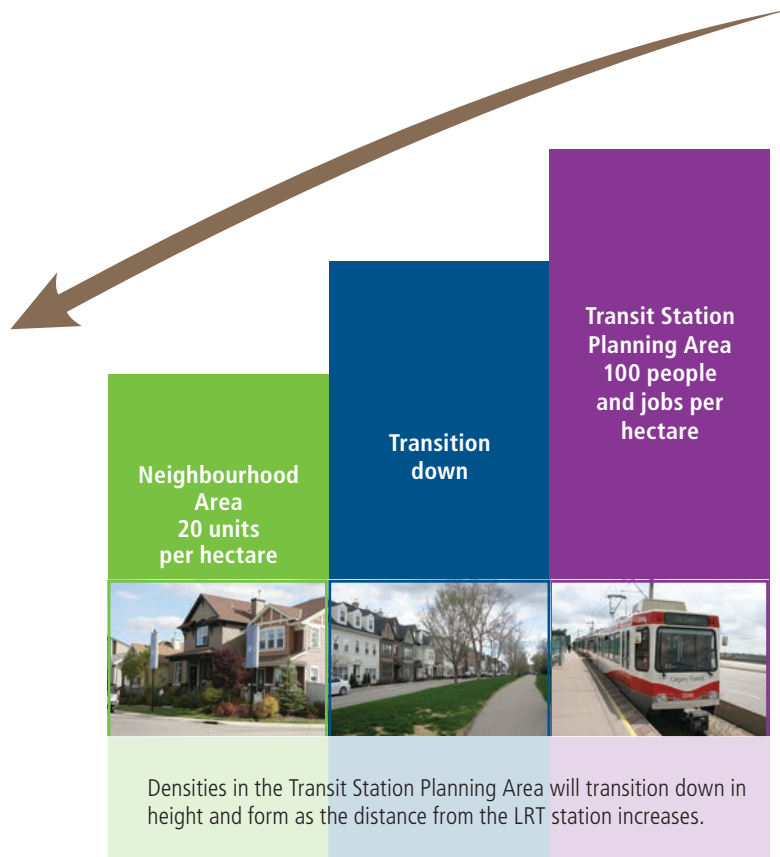 Neighbourhood
Area
20 units
per hectare
Transition
down
Transit Station
Planning Area
100 people
and jobs per
hectare
Calgary Transit
Densities in the Transit Station Planning Area will transition down in
height and form as the distance from the LRT station increases.